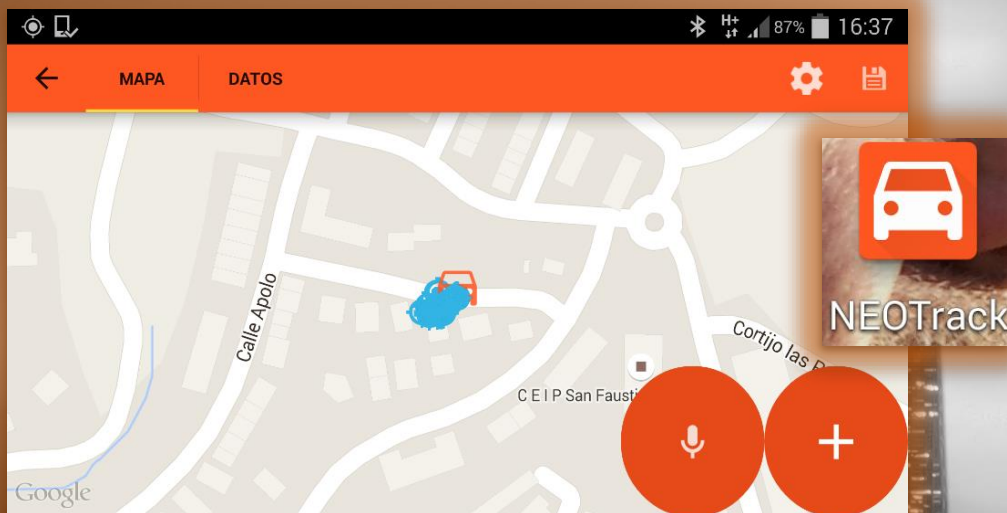 H+
87%
16:37
MAPA
DATOS
Calle Apolo
Cortijo las
C E I P San Fausti
Google
NEOTrack